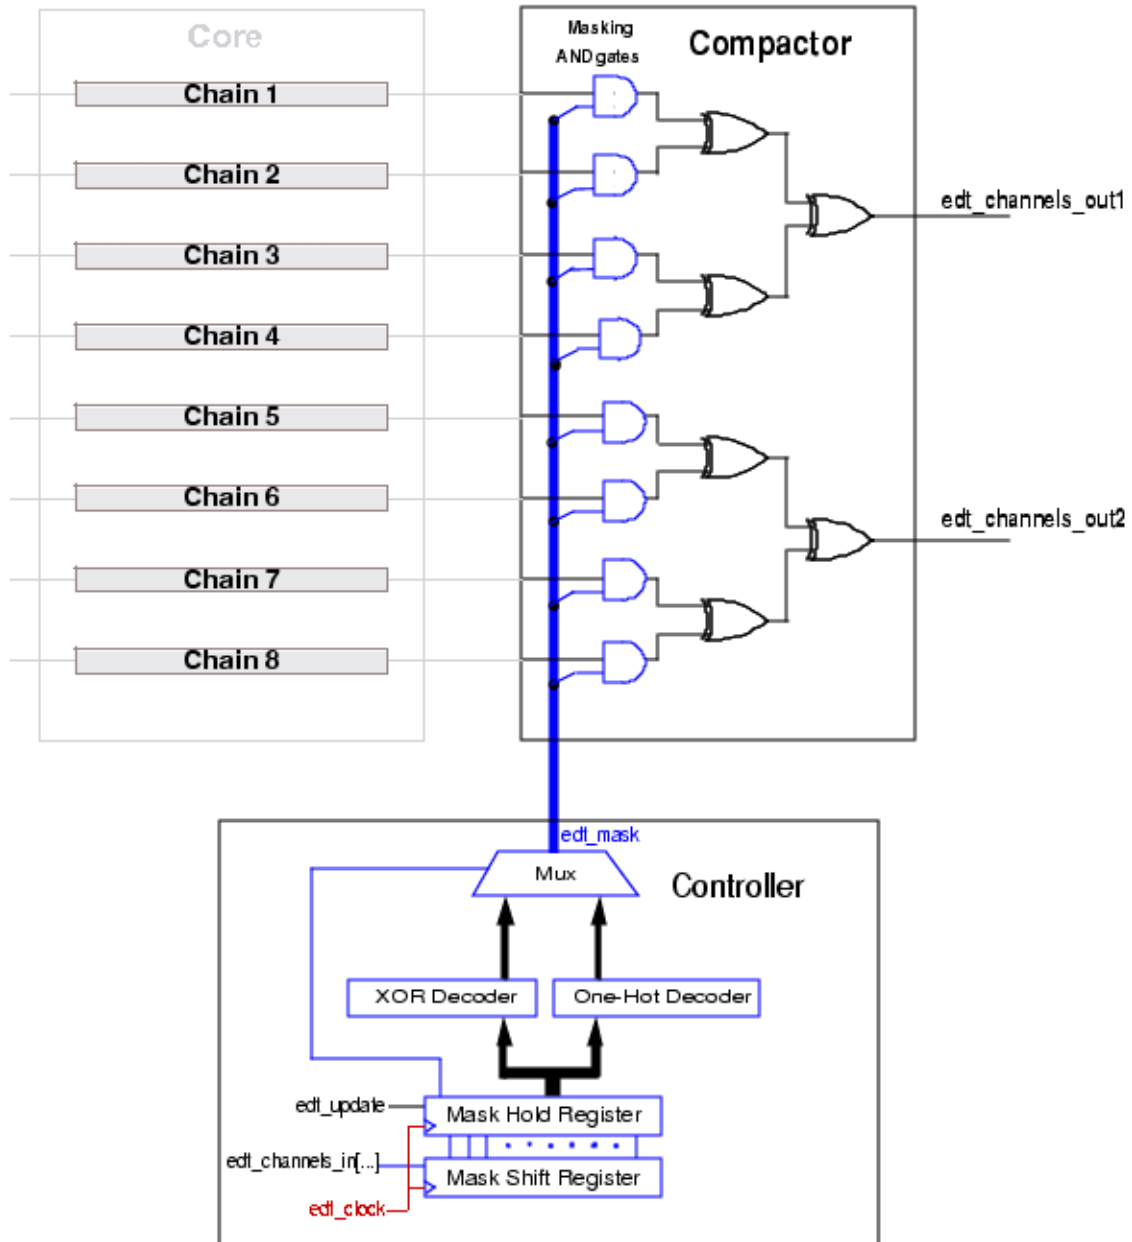 Core
Masking
AND gates
Compactor
Chain 1
Chain 2
Chain 3
Chain 4
Chain 5
Chain 6
Chain 7
Chain 8
edt_channels_out1
edt_channels_out2
edt_mask
Mux
Controller
XOR Decoder
One-Hot Decoder
edt_update
Mask Hold Register
edt_channels_in[...]
Mask Shift Register
edt_clock